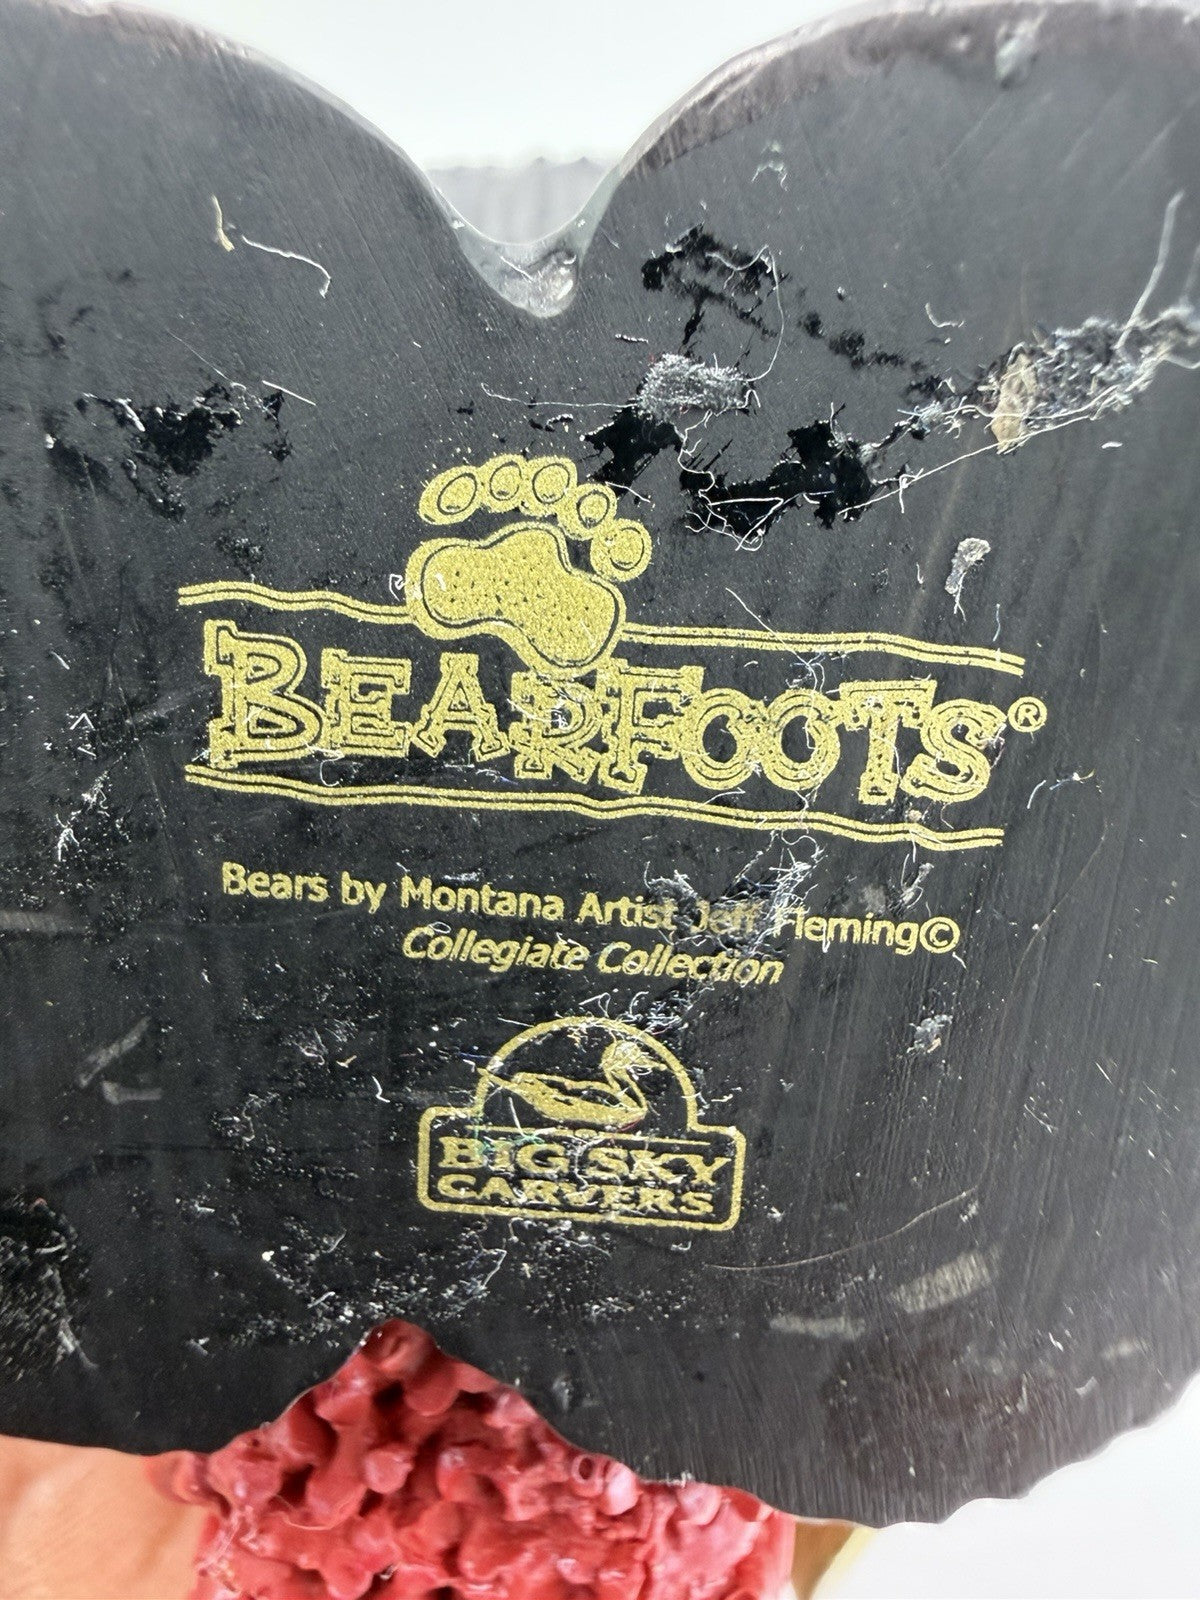 BEARFOOTS®
Bears by Montana Artist Jeff Fleming©
Collegiate Collection
BIG SKY
CARVERS